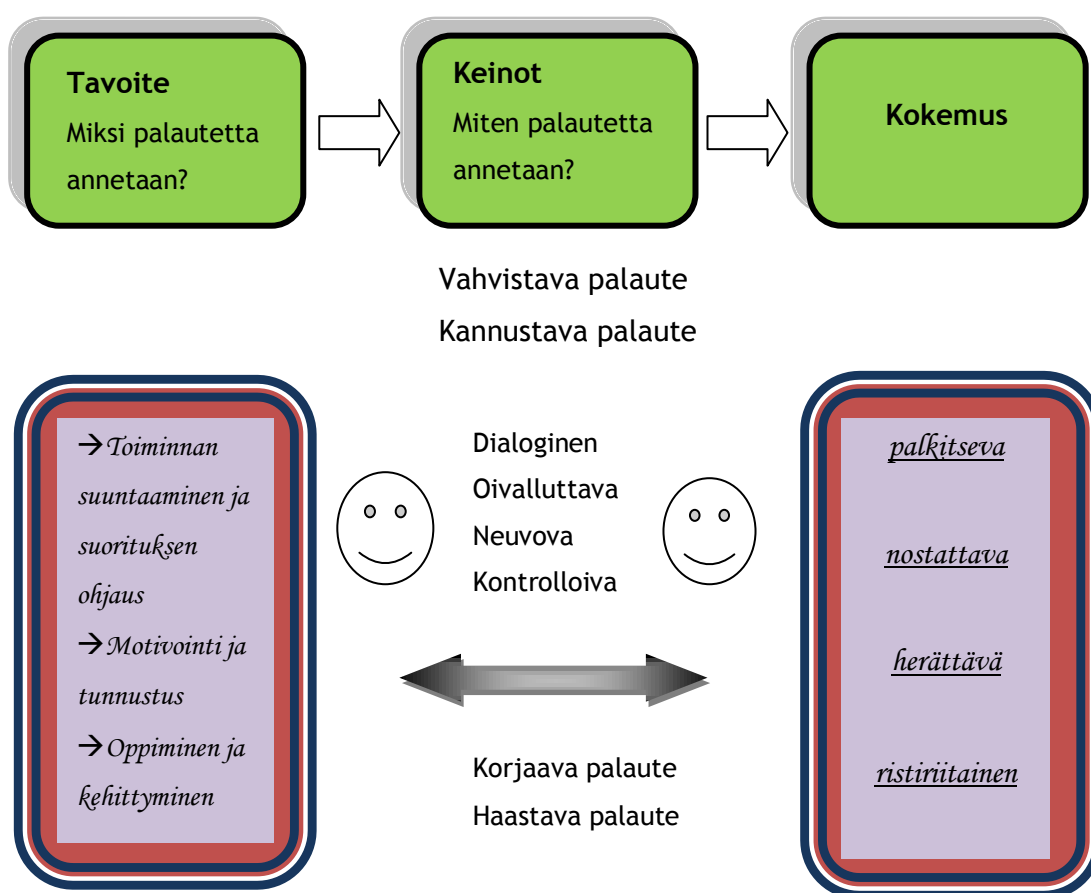 Tavoite
Miksi palautetta
annetaan?
Keinot
Miten palautetta
annetaan?
Kokemus
Vahvistava palaute
Kannustava palaute
→Toiminnan
suuntaaminen ja
suorituksen
ohjaus
→Motivointi ja
tunnustus
→Oppiminen ja
kehittyminen
Dialoginen
Oivalluttava
Neuvova
Kontrolloiva
Korjaava palaute
Haastava palaute
palkitseva
nostattava
herättävä
ristiriitainen